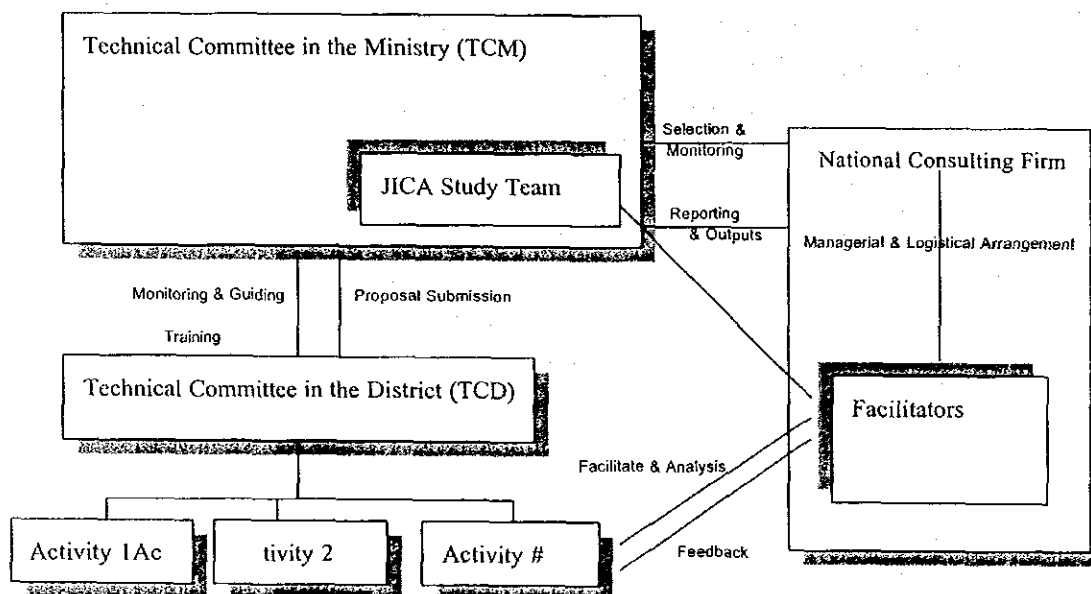 Technical Committee in the Ministry (TCM)
JICA Study Team
Selection &
Monitoring
Reporting
& Outputs
National Consulting Firm
Managerial & Logistical Arrangement
Monitoring & Guiding
Proposal Submission
Training
Technical Committee in the District (TCD)
Facilitators
Facilitate & Analysis
Feedback
Activity 1Ac
tivity 2
Activity #